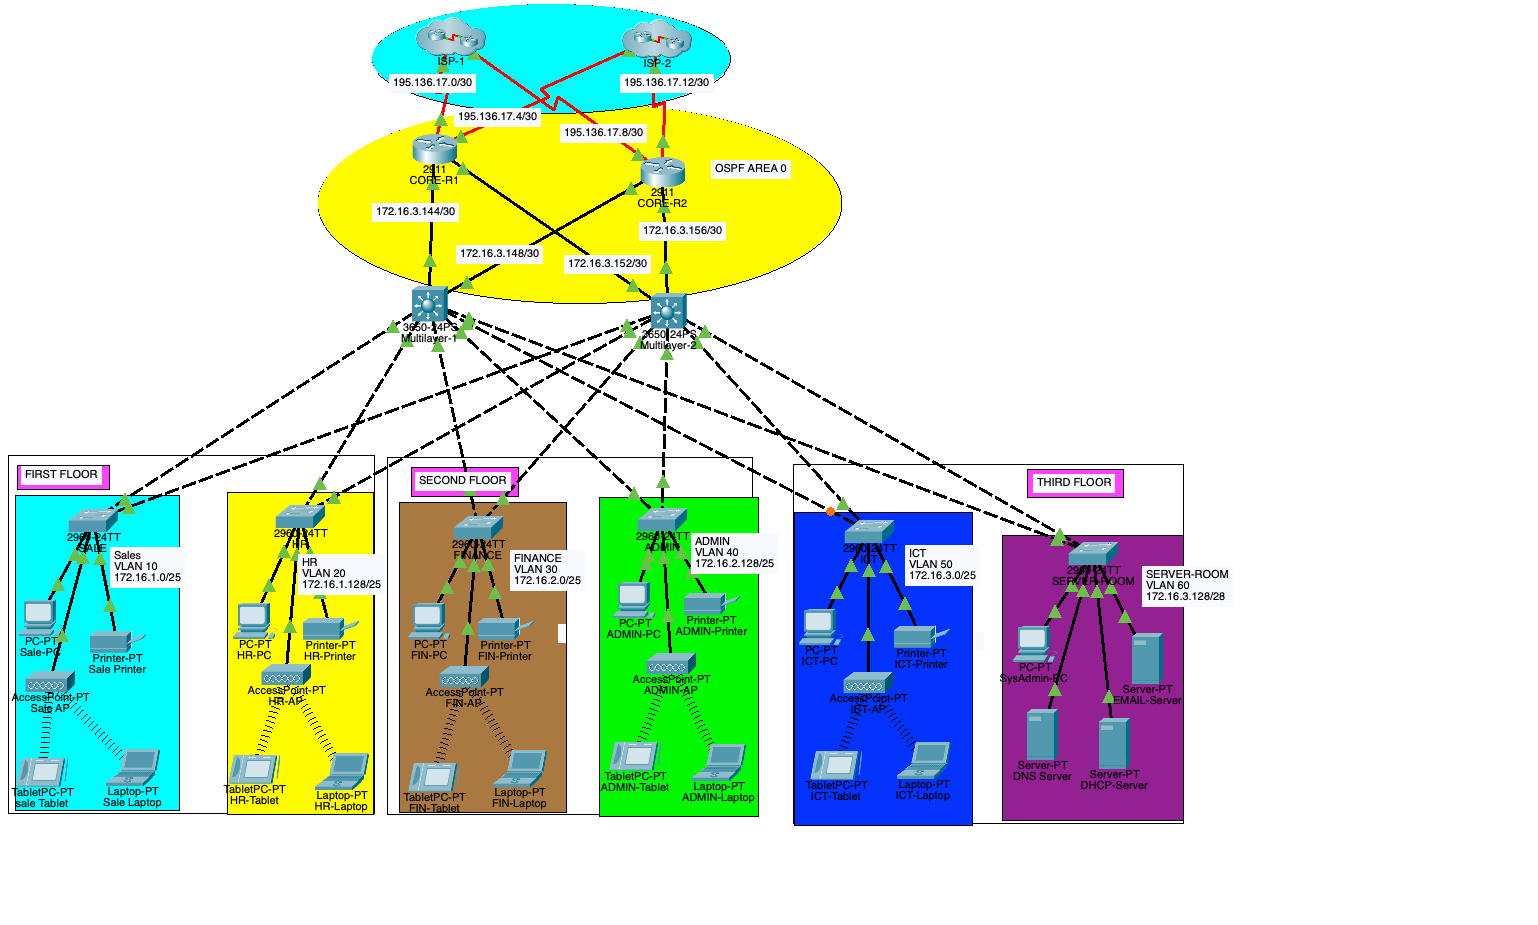 ISP-1
ISP-2
195.136.17.0/30
195.136.17.12/30
195.136.17.4/30
195.136.17.8/30
2911
CORE-R1
2911
CORE-R2
OSPF AREA 0
172.16.3.144/30
172.16.3.156/30
172.16.3.148/30
172.16.3.152/30
3650-24PS
Multilayer-1
3650-24PS
Multilayer-2
FIRST FLOOR
SECOND FLOOR
THIRD FLOOR
2960-24TT
SALE
Sales
VLAN 10
172.16.1.0/25
PC-PT
Sale-PC
Printer-PT
Sale Printer
AccessPoint-PT
Sale-AP
TabletPC-PT
sale Tablet
Laptop-PT
Sale Laptop
2960-24TT
HR
HR
VLAN 20
172.16.1.128/25
PC-PT
HR-PC
Printer-PT
HR-Printer
AccessPoint-PT
HR-AP
TabletPC-PT
HR-Tablet
Laptop-PT
HR-Laptop
2960-24TT
FINANCE
FINANCE
VLAN 30
172.16.2.0/25
PC-PT
FIN-PC
Printer-PT
FIN-Printer
AccessPoint-PT
FIN-AP
TabletPC-PT
FIN-Tablet
Laptop-PT
FIN-Laptop
2960-24TT
ADMIN
ADMIN
VLAN 40
172.16.2.128/25
PC-PT
ADMIN-PC
Printer-PT
ADMIN-Printer
AccessPoint-PT
ADMIN-AP
TabletPC-PT
ADMIN-Tablet
Laptop-PT
ADMIN-Laptop
2960-24TT
ICT
ICT
VLAN 50
172.16.3.0/25
PC-PT
ICT-PC
Printer-PT
ICT-Printer
AccessPoint-PT
ICT-AP
TabletPC-PT
ICT-Tablet
Laptop-PT
ICT-Laptop
2960-24TT
SERVER-ROOM
SERVER-ROOM
VLAN 60
172.16.3.128/28
PC-PT
SysAdmin-PC
Server-PT
EMAIL-Server
Server-PT
DNS Server
Server-PT
DHCP-Server